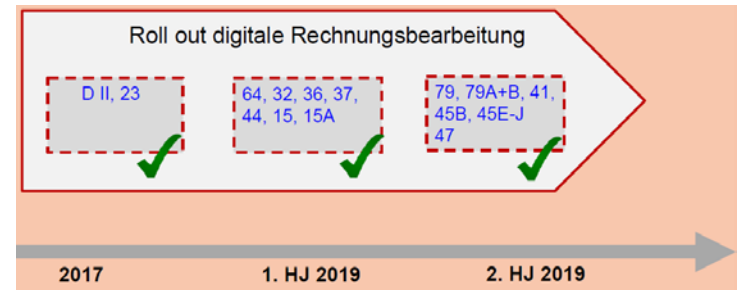 Roll out digitale Rechnungsbearbeitung
D II, 23
64, 32, 36, 37,
44, 15, 15A
79, 79A+B, 41,
45B, 45E-J
47
2017
1. HJ 2019
2. HJ 2019